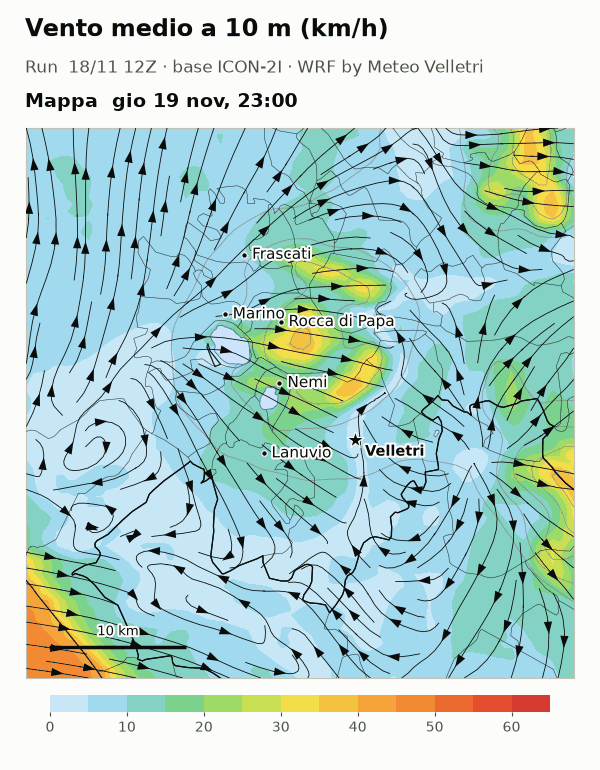 Vento medio a 10 m (km/h)
Run  18/11 12Z · base ICON-2I · WRF by Meteo Velletri
Mappa  gio 19 nov, 23:00
Frascati
Marino
Rocca di Papa
Nemi
Velletri
Lanuvio
10 km
0 10 20 30 40 50 60